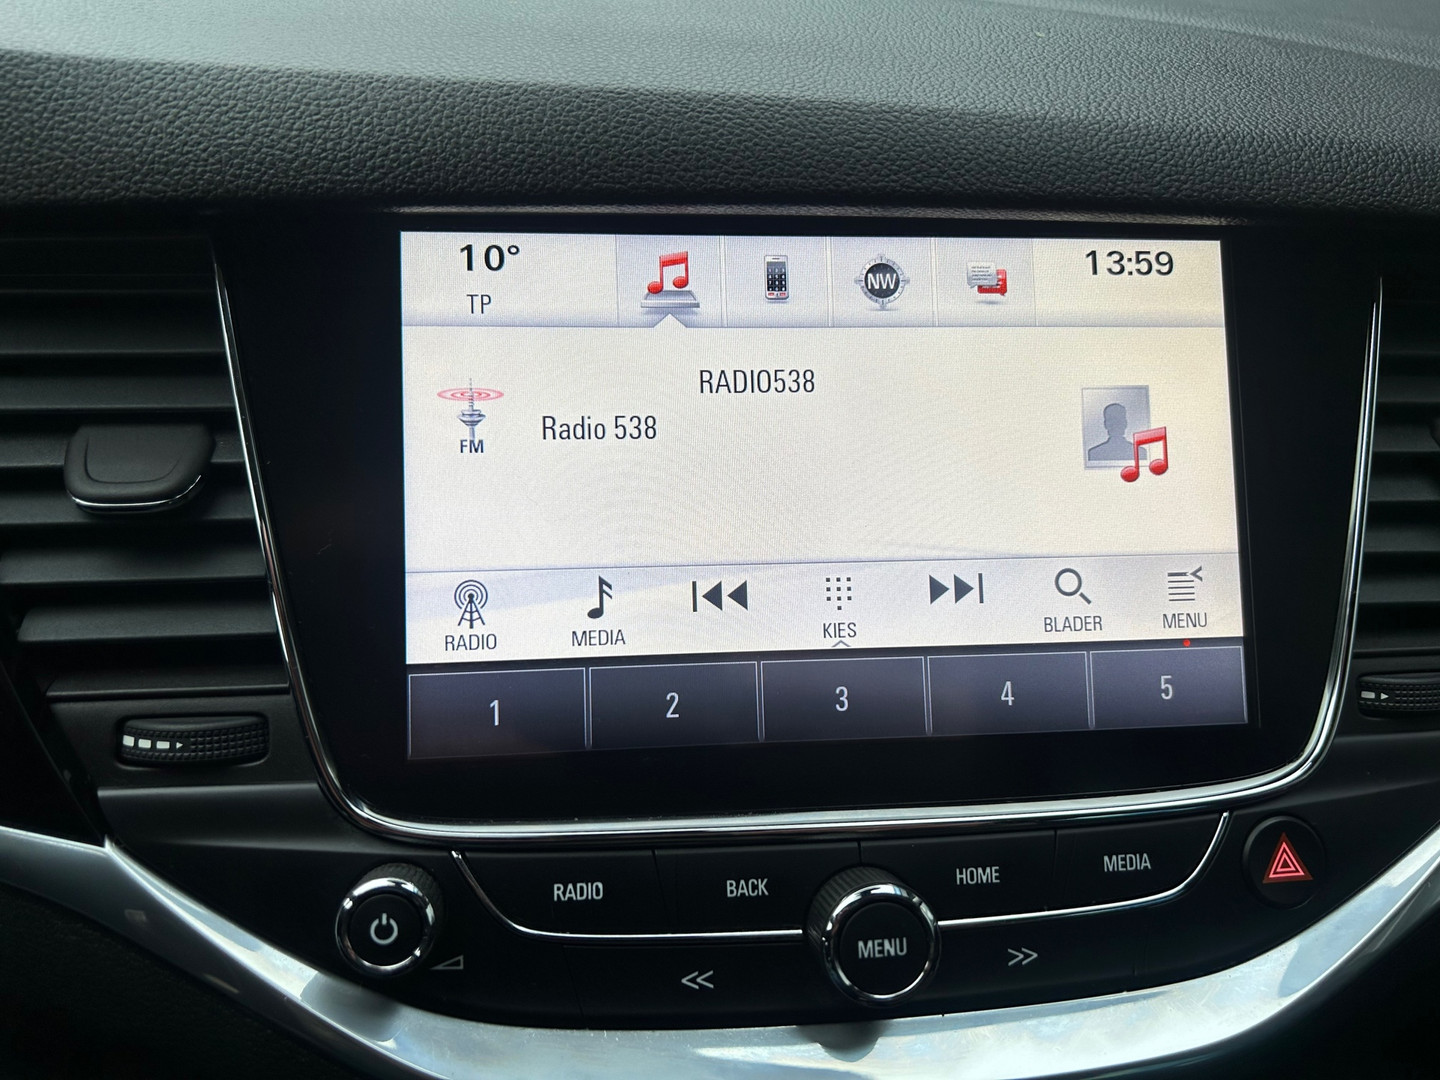 10°
TP
NW
13:59
RADIO538
Radio 538
FM
RADIO
MEDIA
KIES
BLADER
MENU
1
2
3
4
5
RADIO
BACK
HOME
MEDIA
MENU